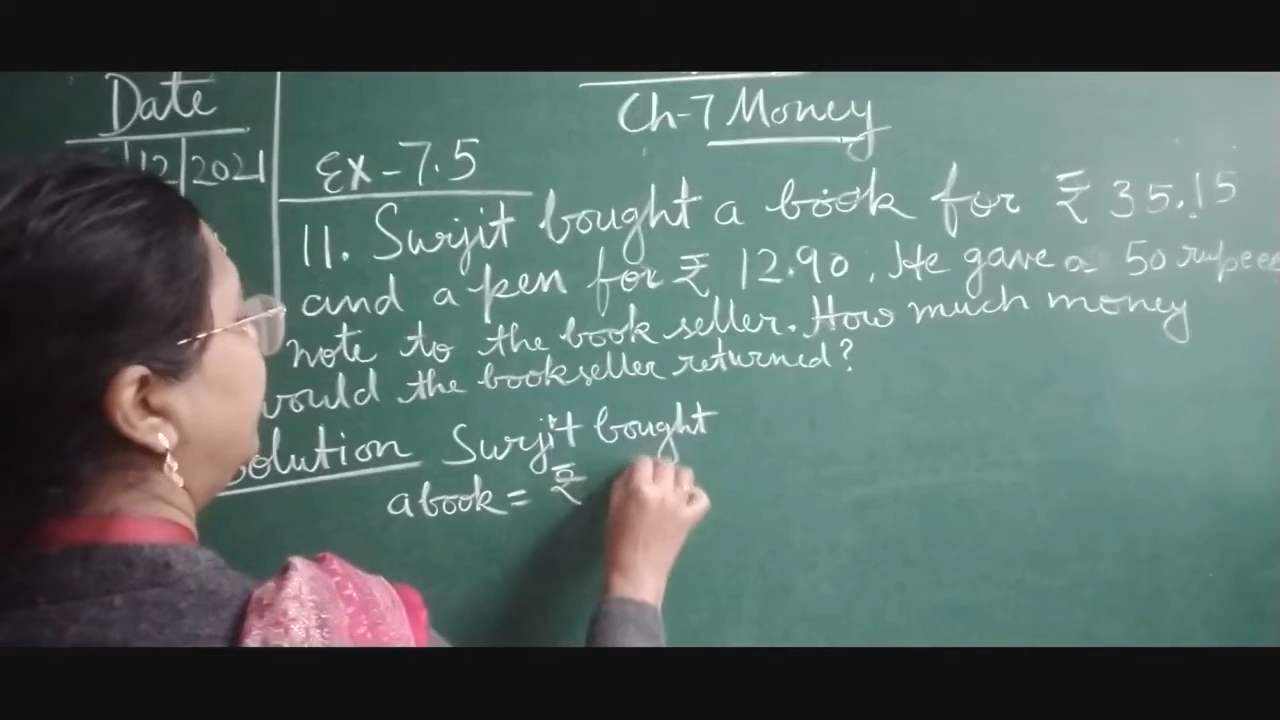 Date
/12/2021
Ch-7 Money
Ex-7.5
11. Surjit bought a book for ₹ 35.15
and a pen for ₹ 12.90. He gave a 50 rupees
note to the book seller. How much money
would the bookseller returned?
Solution Surjit bought
a book = ₹